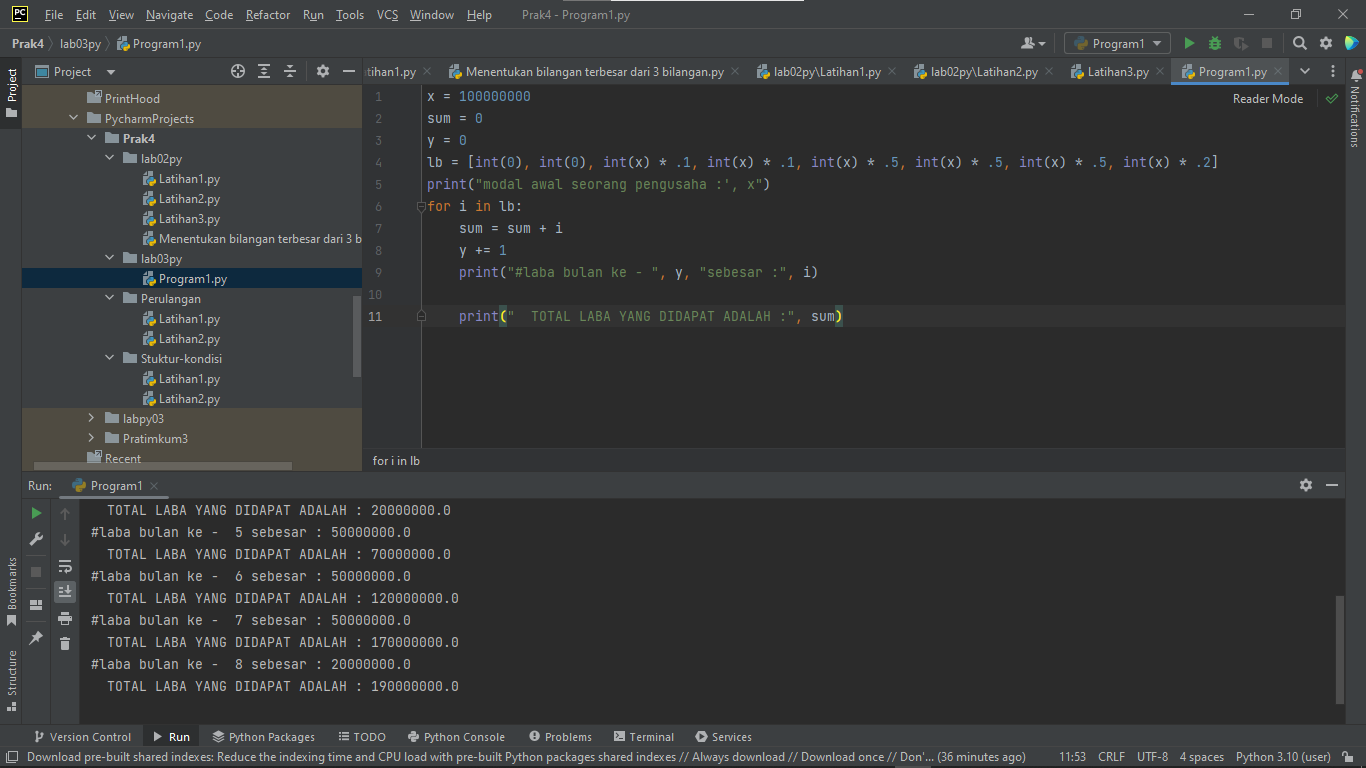 PC File Edit View Navigate Code Refactor Run Tools VCS Window Help Prak4 - Program1.py
Prak4 lab03py Program1.py Program1
Project
Project
tihan1.py Menentukan bilangan terbesar dari 3 bilangan.py lab02py\Latihan1.py lab02py\Latihan2.py Latihan3.py Program1.py
Notifications
PrintHood
PycharmProjects
Prak4
lab02py
Latihan1.py
Latihan2.py
Latihan3.py
Menentukan bilangan terbesar dari 3 b
lab03py
Program1.py
Perulangan
Latihan1.py
Latihan2.py
Stuktur-kondisi
Latihan1.py
Latihan2.py
labpy03
Pratimkum3
Recent
Reader Mode
1 x = 100000000
2 sum = 0
3 y = 0
4 lb = [int(0), int(0), int(x) * .1, int(x) * .1, int(x) * .5, int(x) * .5, int(x) * .5, int(x) * .2]
5 print("modal awal seorang pengusaha :', x")
6 for i in lb:
7 sum = sum + i
8 y += 1
9 print("#laba bulan ke - ", y, "sebesar :", i)
10
11 print("  TOTAL LABA YANG DIDAPAT ADALAH :", sum)
for i in lb
Run: Program1
TOTAL LABA YANG DIDAPAT ADALAH : 20000000.0
#laba bulan ke -  5 sebesar : 50000000.0
TOTAL LABA YANG DIDAPAT ADALAH : 70000000.0
#laba bulan ke -  6 sebesar : 50000000.0
TOTAL LABA YANG DIDAPAT ADALAH : 120000000.0
#laba bulan ke -  7 sebesar : 50000000.0
TOTAL LABA YANG DIDAPAT ADALAH : 170000000.0
#laba bulan ke -  8 sebesar : 20000000.0
TOTAL LABA YANG DIDAPAT ADALAH : 190000000.0
Bookmarks
Structure
Version Control Run Python Packages TODO Python Console Problems Terminal Services
Download pre-built shared indexes: Reduce the indexing time and CPU load with pre-built Python packages shared indexes // Always download // Download once // Don'... (36 minutes ago) 11:53 CRLF UTF-8 4 spaces Python 3.10 (user)